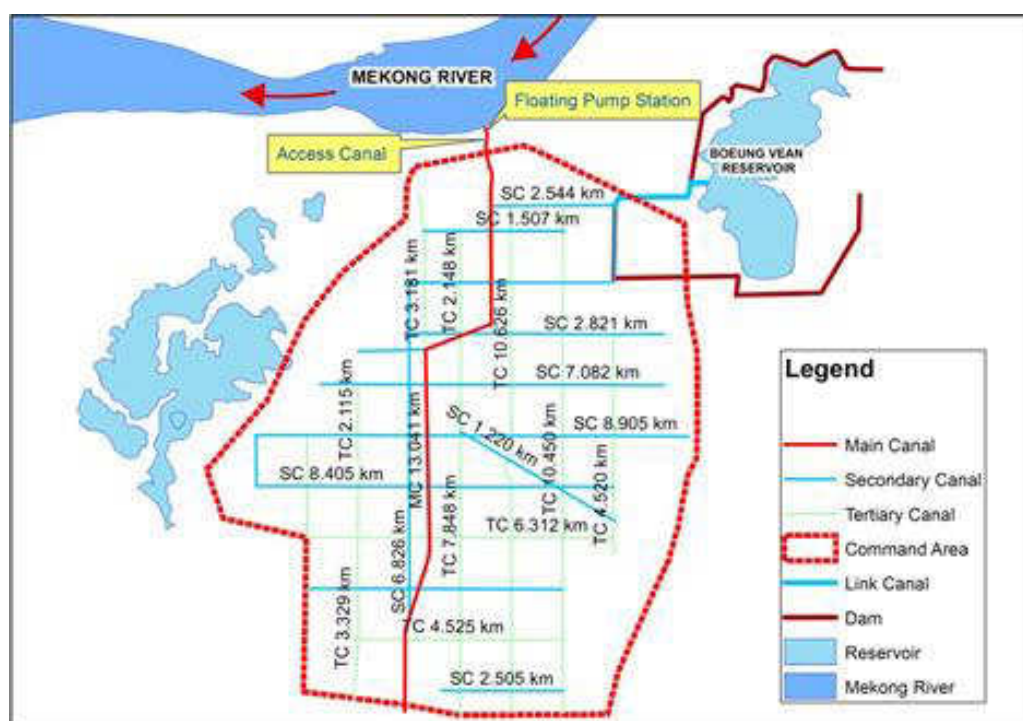 MEKONG RIVER
Floating Pump Station
Access Canal
BOEUNG VEAN
RESERVOIR
SC 2.544 km
SC 1.507 km
TC 3.181 km
TC 2.148 km
TC 10.626 km
SC 2.821 km
SC 7.082 km
TC 2.115 km
MC 13.041 km
SC 1.220 km
SC 8.905 km
TC 10.450 km
TC 4.520 km
SC 8.405 km
TC 7.848 km
TC 6.312 km
SC 6.826 km
TC 3.329 km
TC 4.525 km
SC 2.505 km
Legend
Main Canal
Secondary Canal
Tertiary Canal
Command Area
Link Canal
Dam
Reservoir
Mekong River